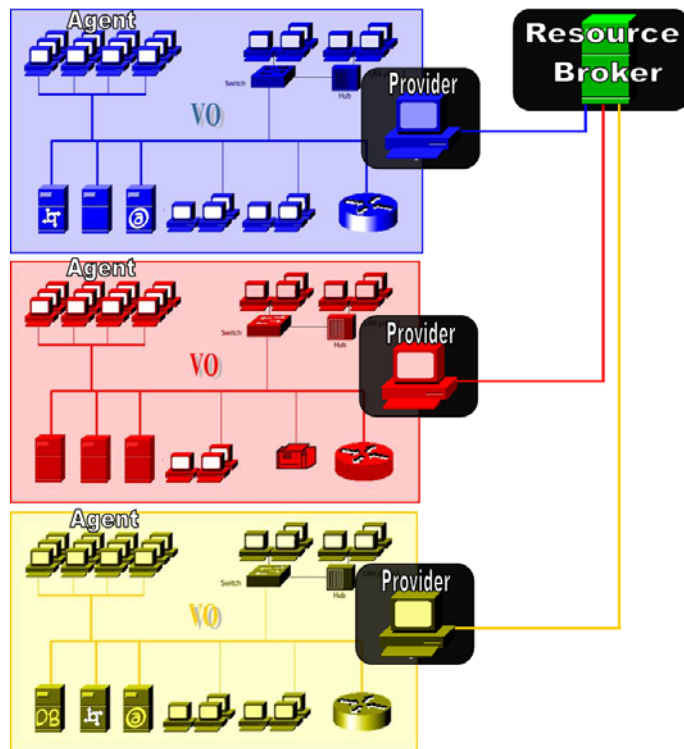 Agent
Resource
Broker
Provider
Switch
Hub
VO
@
Agent
Provider
Switch
Hub
VO
Agent
Provider
Switch
Hub
VO
DB
@